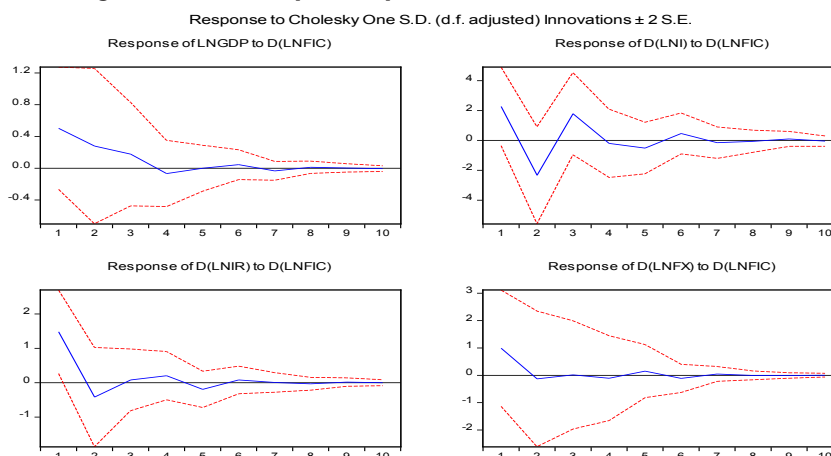 Response to Cholesky One S.D. (d.f. adjusted) Innovations ± 2 S.E.
Response of LNGDP to D(LNFIC)
1.2
0.8
0.4
0.0
-0.4
1 2 3 4 5 6 7 8 9 10
Response of D(LNI) to D(LNFIC)
4
2
0
-2
-4
1 2 3 4 5 6 7 8 9 10
Response of D(LNIR) to D(LNFIC)
2
1
0
-1
1 2 3 4 5 6 7 8 9 10
Response of D(LNFX) to D(LNFIC)
3
2
1
0
-1
-2
1 2 3 4 5 6 7 8 9 10